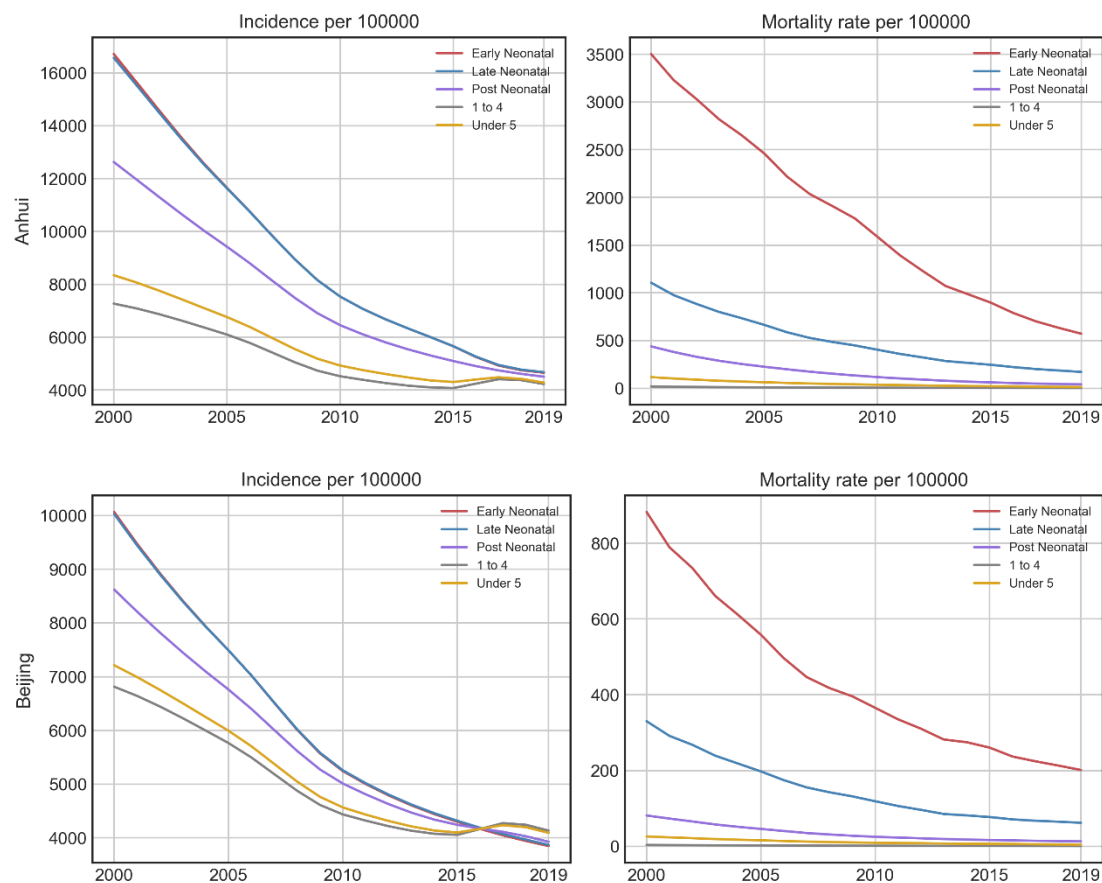 Incidence per 100000
Mortality rate per 100000
Anhui
16000
14000
12000
10000
8000
6000
4000
Early Neonatal
Late Neonatal
Post Neonatal
1 to 4
Under 5
2000
2005
2010
2015
2019
3500
3000
2500
2000
1500
1000
500
0
Early Neonatal
Late Neonatal
Post Neonatal
1 to 4
Under 5
2000
2005
2010
2015
2019
Incidence per 100000
Mortality rate per 100000
Beijing
10000
9000
8000
7000
6000
5000
4000
Early Neonatal
Late Neonatal
Post Neonatal
1 to 4
Under 5
2000
2005
2010
2015
2019
800
600
400
200
0
Early Neonatal
Late Neonatal
Post Neonatal
1 to 4
Under 5
2000
2005
2010
2015
2019